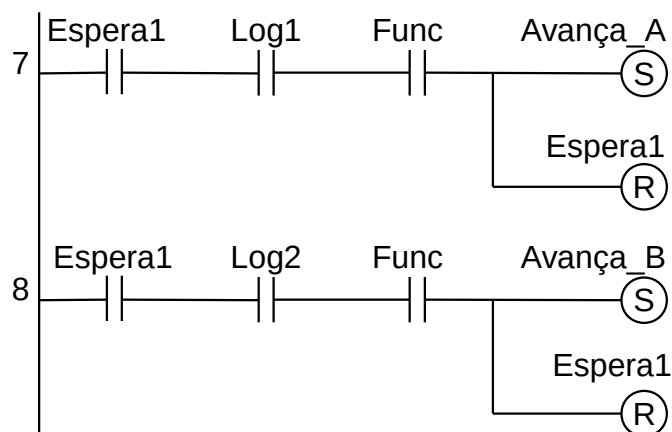 Espera1 Log1 Func Avança_A
7 S
Espera1
R
Espera1 Log2 Func Avança_B
8 S
Espera1
R